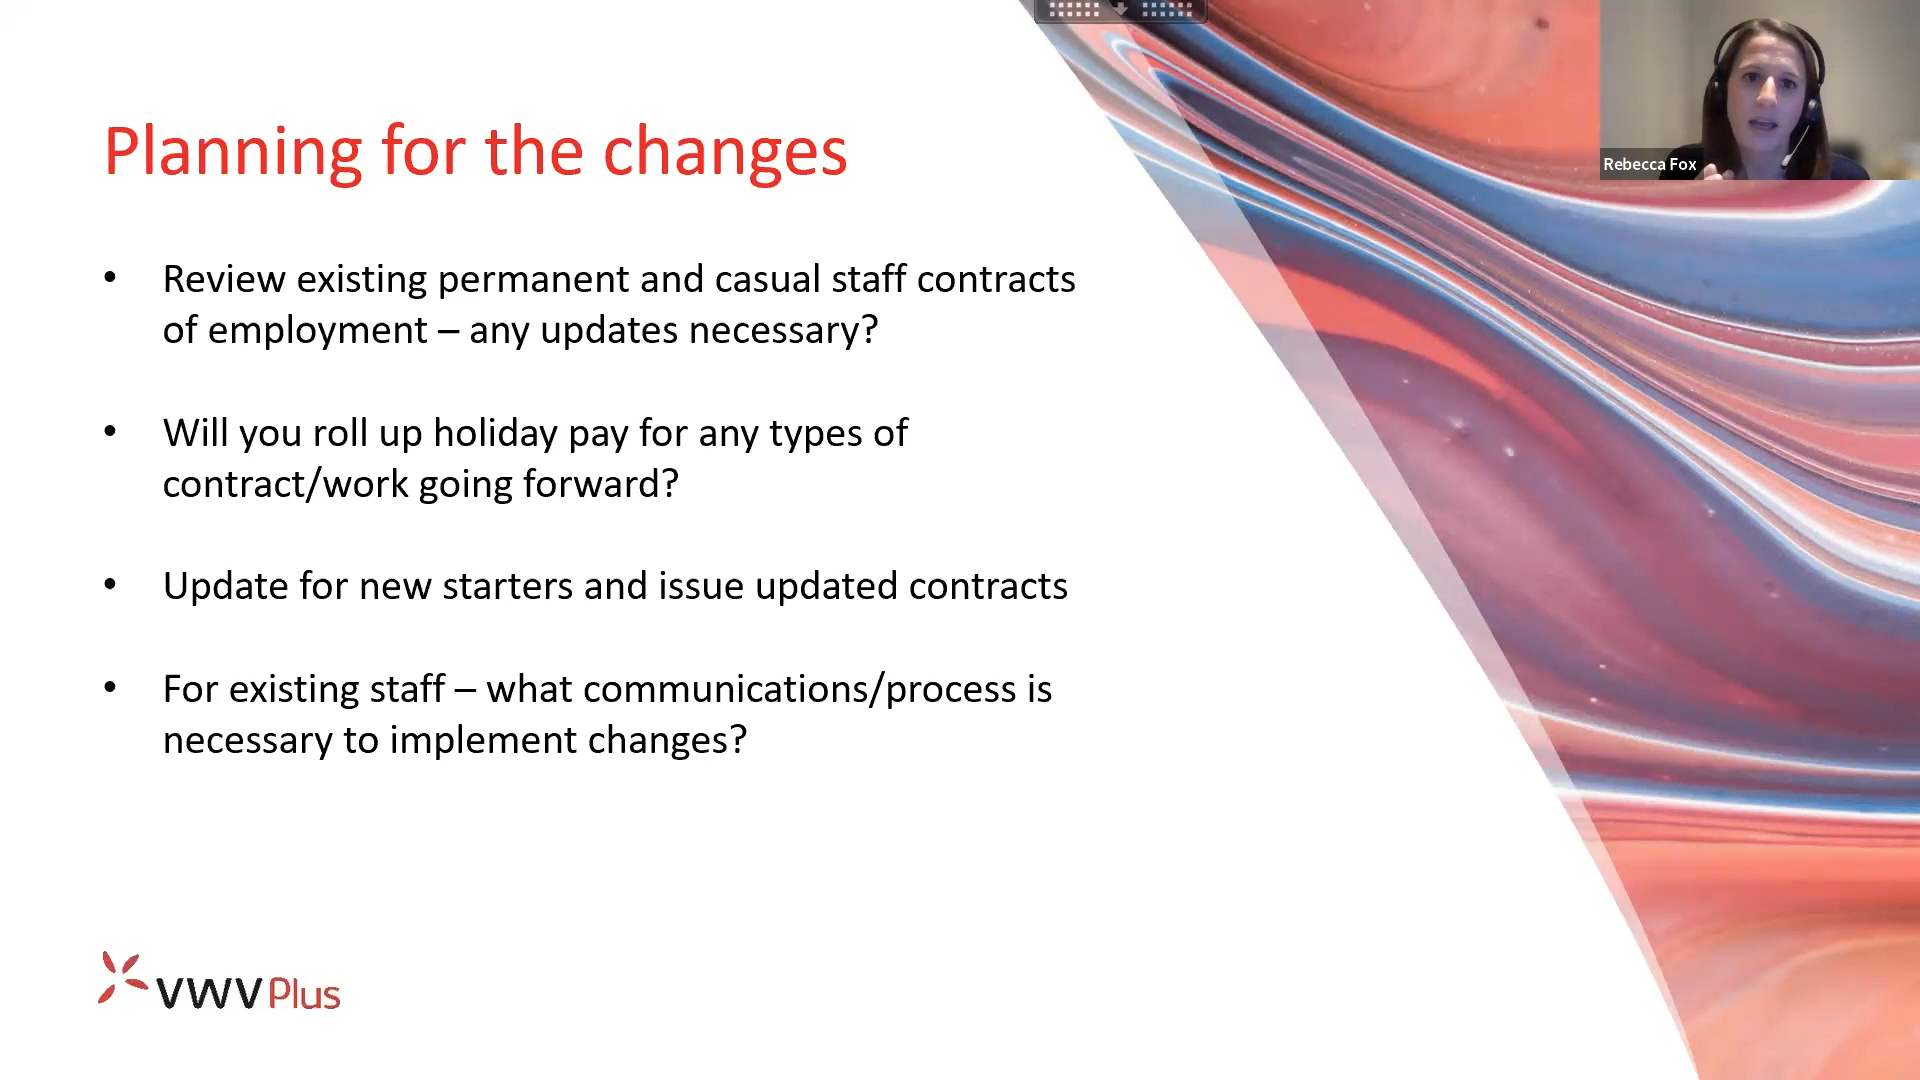 Planning for the changes
Rebecca Fox
• Review existing permanent and casual staff contracts
of employment – any updates necessary?
• Will you roll up holiday pay for any types of
contract/work going forward?
• Update for new starters and issue updated contracts
• For existing staff – what communications/process is
necessary to implement changes?
VWV Plus